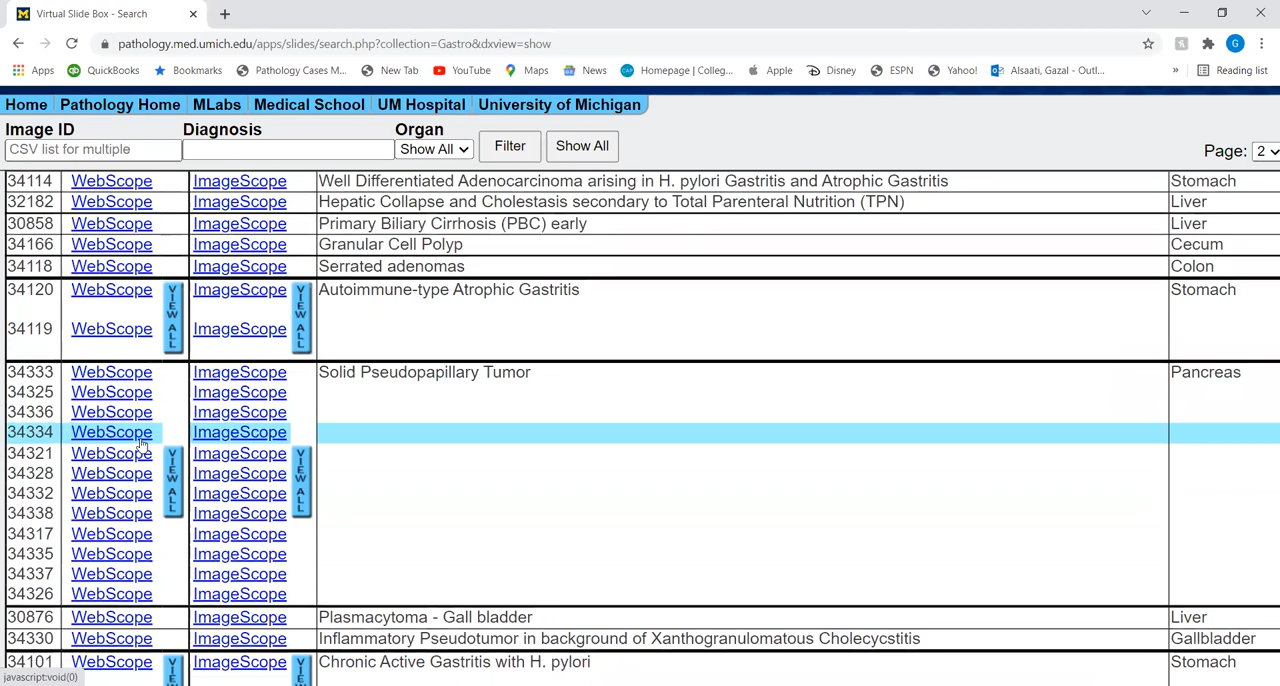 Virtual Slide Box - Search
pathology.med.umich.edu/apps/slides/search.php?collection=Gastro&dxview=show
G
Apps QuickBooks Bookmarks Pathology Cases M... New Tab YouTube Maps News Homepage | Colleg... Apple Disney ESPN Yahoo! Alsaati, Gazal - Outl... » Reading list
Home Pathology Home MLabs Medical School UM Hospital University of Michigan
Image ID Diagnosis Organ
CSV list for multiple Show All Filter Show All Page: 2
34114 WebScope ImageScope Well Differentiated Adenocarcinoma arising in H. pylori Gastritis and Atrophic Gastritis Stomach
32182 WebScope ImageScope Hepatic Collapse and Cholestasis secondary to Total Parenteral Nutrition (TPN) Liver
30858 WebScope ImageScope Primary Biliary Cirrhosis (PBC) early Liver
34166 WebScope ImageScope Granular Cell Polyp Cecum
34118 WebScope ImageScope Serrated adenomas Colon
34120 WebScope VIEW ALL ImageScope VIEW ALL Autoimmune-type Atrophic Gastritis Stomach
34119 WebScope ImageScope
34333 WebScope ImageScope Solid Pseudopapillary Tumor Pancreas
34325 WebScope ImageScope
34336 WebScope ImageScope
34334 WebScope ImageScope
34321 WebScope VIEW ALL ImageScope VIEW ALL
34328 WebScope ImageScope
34332 WebScope ImageScope
34338 WebScope ImageScope
34317 WebScope ImageScope
34335 WebScope ImageScope
34337 WebScope ImageScope
34326 WebScope ImageScope
30876 WebScope ImageScope Plasmacytoma - Gall bladder Liver
34330 WebScope ImageScope Inflammatory Pseudotumor in background of Xanthogranulomatous Cholecycstitis Gallbladder
34101 WebScope VIE ImageScope VIE Chronic Active Gastritis with H. pylori Stomach
javascript:void(0)